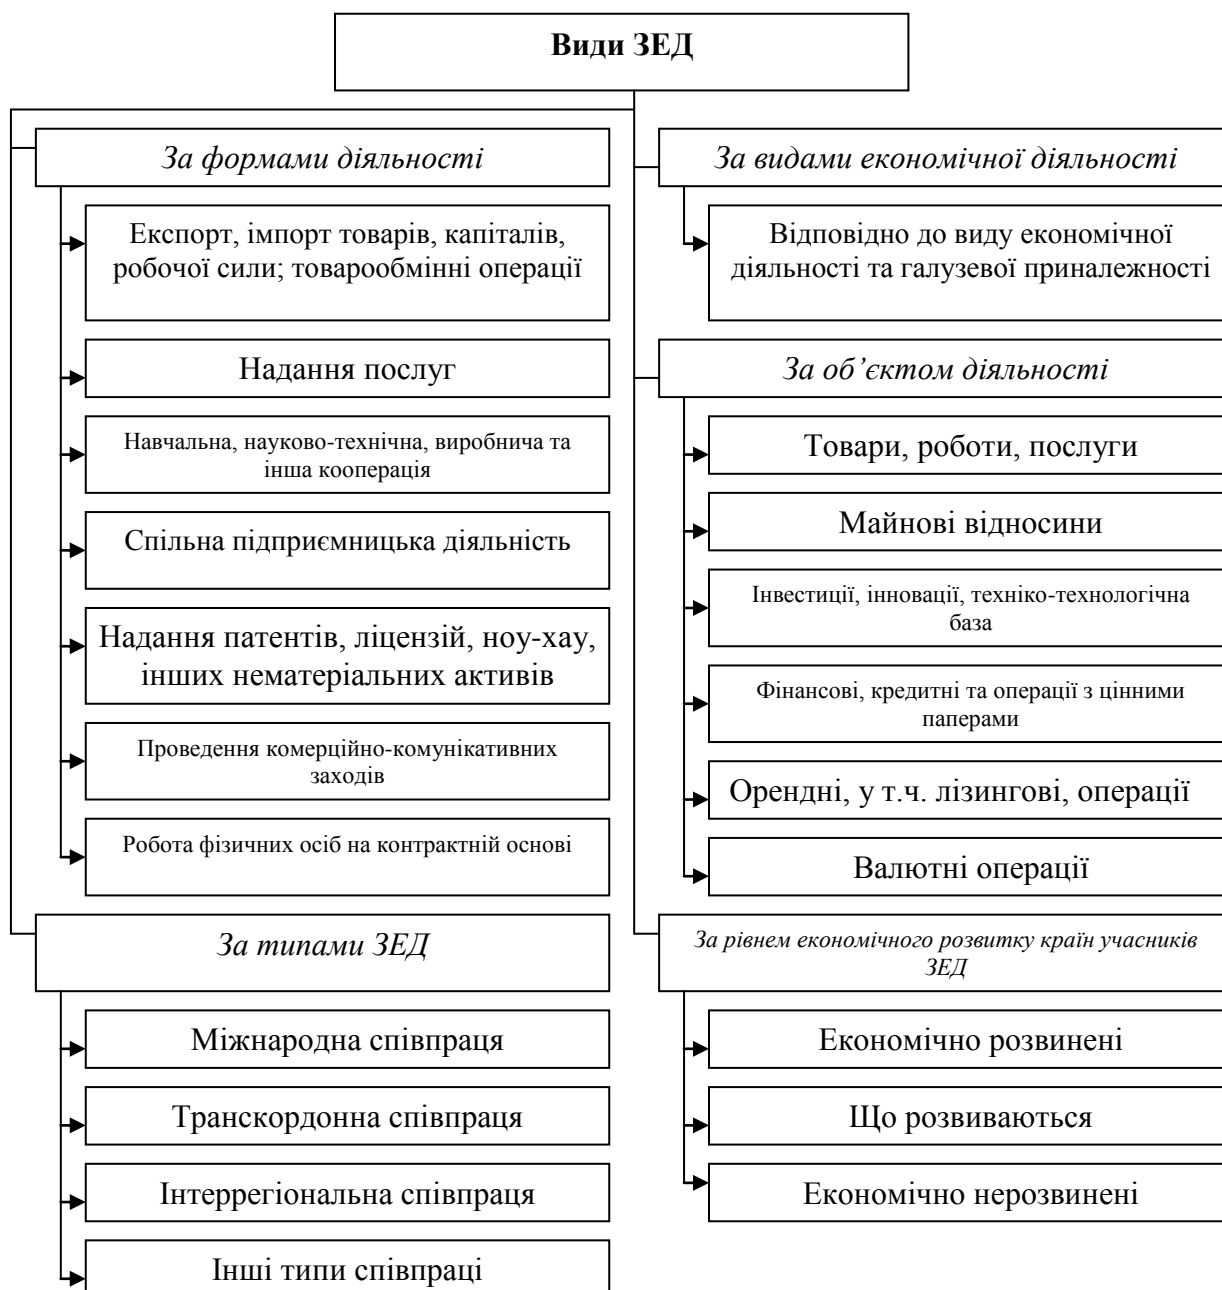 Види ЗЕД
За формами діяльності
Експорт, імпорт товарів, капіталів,
робочої сили; товарообмінні операції
Надання послуг
Навчальна, науково-технічна, виробнича та
інша кооперація
Спільна підприємницька діяльність
Надання патентів, ліцензій, ноу-хау,
інших нематеріальних активів
Проведення комерційно-комунікативних
заходів
Робота фізичних осіб на контрактній основі
За типами ЗЕД
Міжнародна співпраця
Транскордонна співпраця
Інтеррегіональна співпраця
Інші типи співпраці
За видами економічної діяльності
Відповідно до виду економічної
діяльності та галузевої приналежності
За об’єктом діяльності
Товари, роботи, послуги
Майнові відносини
Інвестиції, інновації, техніко-технологічна
база
Фінансові, кредитні та операції з цінними
паперами
Орендні, у т.ч. лізингові, операції
Валютні операції
За рівнем економічного розвитку країн учасників
ЗЕД
Економічно розвинені
Що розвиваються
Економічно нерозвинені